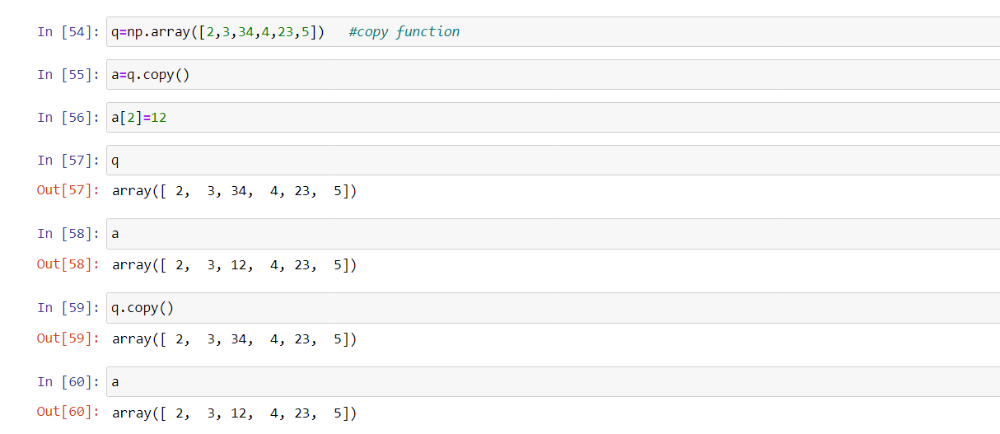 In [54]: q=np.array([2,3,34,4,23,5])   #copy function
In [55]: a=q.copy()
In [56]: a[2]=12
In [57]: q
Out[57]: array([ 2,  3, 34,  4, 23,  5])
In [58]: a
Out[58]: array([ 2,  3, 12,  4, 23,  5])
In [59]: q.copy()
Out[59]: array([ 2,  3, 34,  4, 23,  5])
In [60]: a
Out[60]: array([ 2,  3, 12,  4, 23,  5])